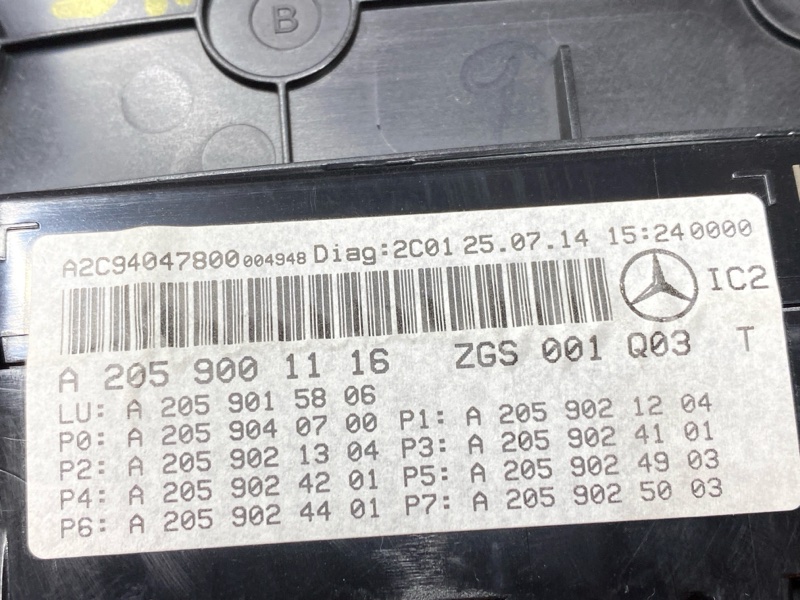 B
A2C94047800 004948 Diag:2C01 25.07.14 15:24 0000
IC2
A 205 900 11 16 ZGS 001 Q03 T
LU: A 205 901 58 06
P0: A 205 904 07 00 P1: A 205 902 12 04
P2: A 205 902 13 04 P3: A 205 902 41 01
P4: A 205 902 42 01 P5: A 205 902 49 03
P6: A 205 902 44 01 P7: A 205 902 50 03